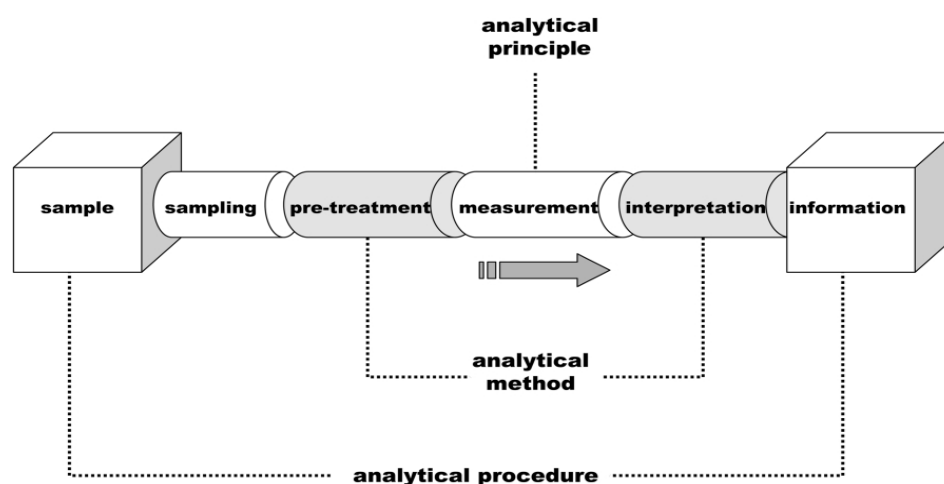 analytical
principle
sample
sampling
pre-treatment
measurement
interpretation
information
analytical
method
analytical procedure